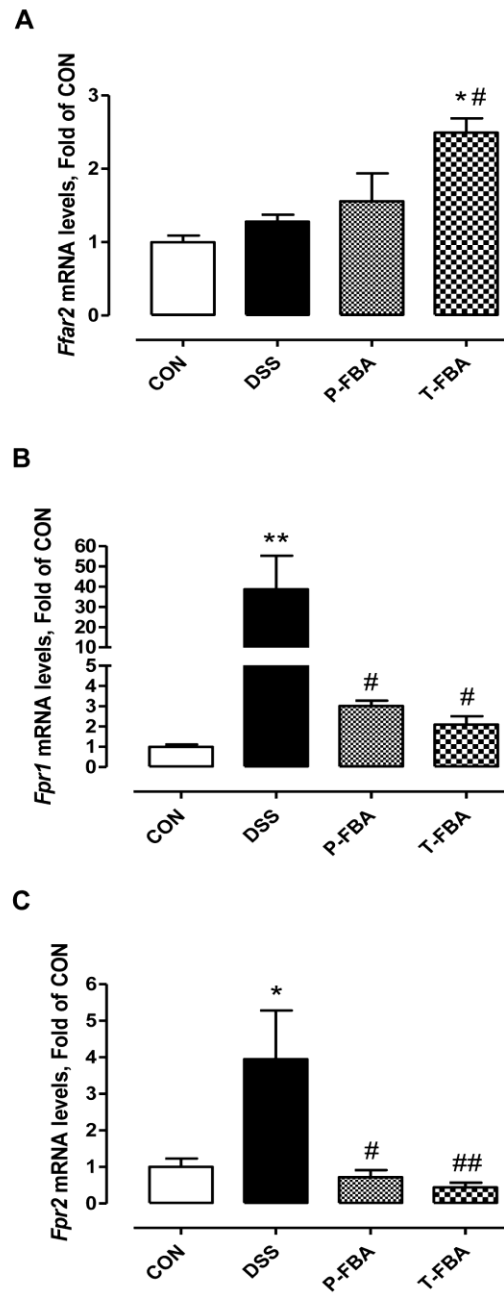 A
Ffar2 mRNA levels, Fold of CON
3
2
1
0
* #
CON
DSS
P-FBA
T-FBA
B
Fpr1 mRNA levels, Fold of CON
60
50
40
30
20
10
5
4
3
2
1
0
**
#
#
CON
DSS
P-FBA
T-FBA
C
Fpr2 mRNA levels, Fold of CON
6
5
4
3
2
1
0
*
#
##
CON
DSS
P-FBA
T-FBA